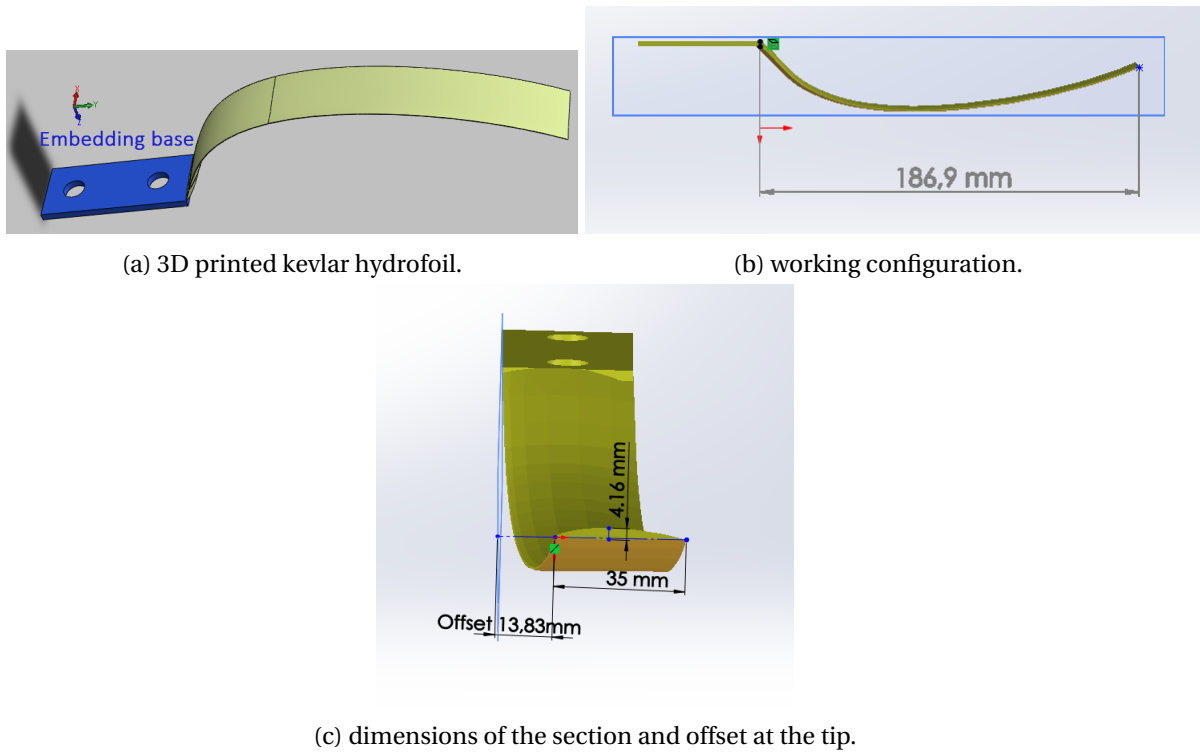 X
Y
Z
Embedding base
186,9 mm
(a) 3D printed kevlar hydrofoil.
(b) working configuration.
4.16 mm
35 mm
Offset 13,83mm
(c) dimensions of the section and offset at the tip.